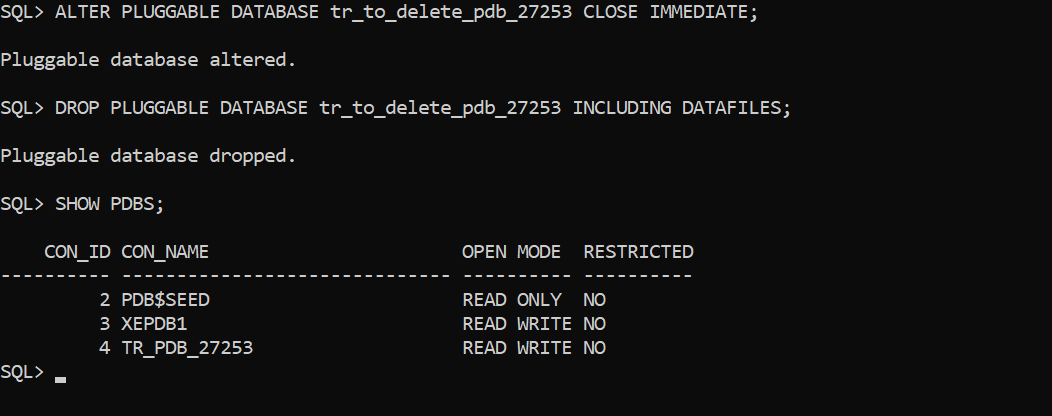 SQL> ALTER PLUGGABLE DATABASE tr_to_delete_pdb_27253 CLOSE IMMEDIATE;
Pluggable database altered.
SQL> DROP PLUGGABLE DATABASE tr_to_delete_pdb_27253 INCLUDING DATAFILES;
Pluggable database dropped.
SQL> SHOW PDBS;
    CON_ID CON_NAME                       OPEN MODE  RESTRICTED
---------- ------------------------------ ---------- ----------
         2 PDB$SEED                       READ ONLY  NO
         3 XEPDB1                         READ WRITE NO
         4 TR_PDB_27253                   READ WRITE NO
SQL> _